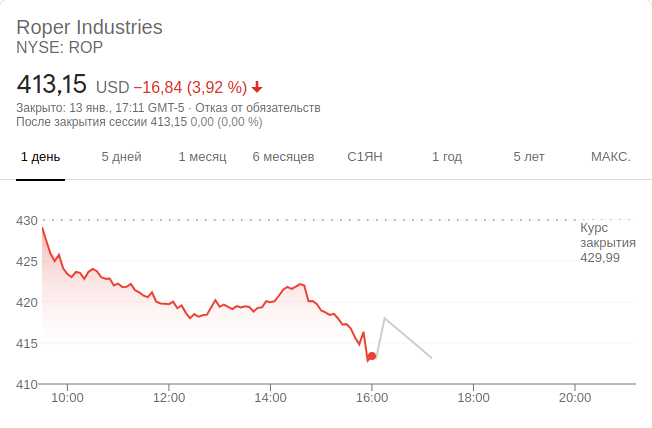 Roper Industries
NYSE: ROP
413,15 USD −16,84 (3,92 %)
Закрыто: 13 янв., 17:11 GMT-5 · Отказ от обязательств
После закрытия сессии 413,15 0,00 (0,00 %)
1 день 5 дней 1 месяц 6 месяцев С1ЯН 1 год 5 лет МАКС.
430
Курс
закрытия
429,99
425
420
415
410
10:00 12:00 14:00 16:00 18:00 20:00